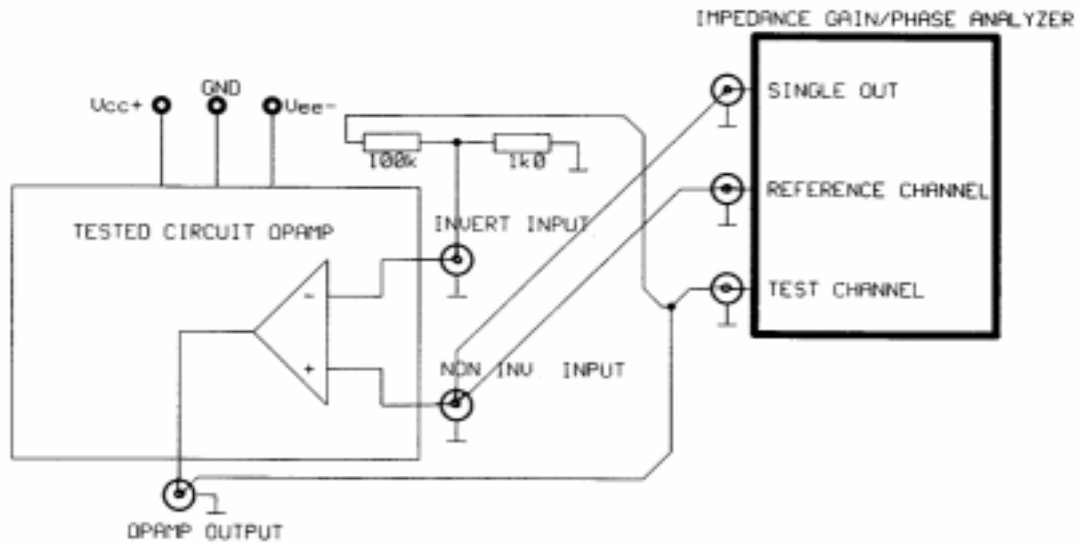 IMPEDANCE GAIN/PHASE ANALYZER
SINGLE OUT
GND
Vcc+
Vee-
100k
1k0
REFERENCE CHANNEL
INVERT INPUT
TESTED CIRCUIT OPAMP
TEST CHANNEL
-
+
NON INV. INPUT
OPAMP OUTPUT